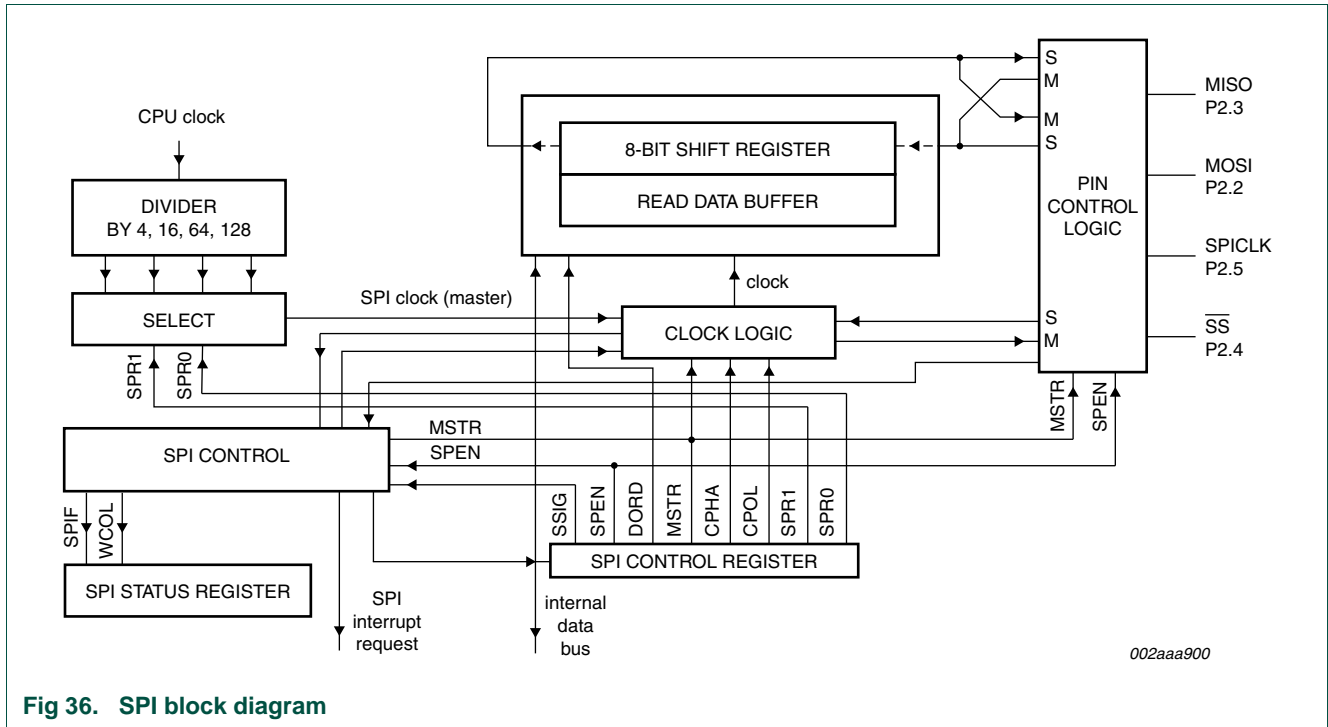 CPU clock
DIVIDER
BY 4, 16, 64, 128
SELECT
SPR1
SPR0
SPI clock (master)
8-BIT SHIFT REGISTER
READ DATA BUFFER
clock
CLOCK LOGIC
S
M
M
S
PIN
CONTROL
LOGIC
S
M
MISO
P2.3
MOSI
P2.2
SPICLK
P2.5
SS
P2.4
MSTR
SPEN
SPI CONTROL
MSTR
SPEN
SPIF
WCOL
SPI STATUS REGISTER
SPI
interrupt
request
SSIG
SPEN
DORD
MSTR
CPHA
CPOL
SPR1
SPR0
SPI CONTROL REGISTER
internal
data
bus
002aaa900
Fig 36. SPI block diagram